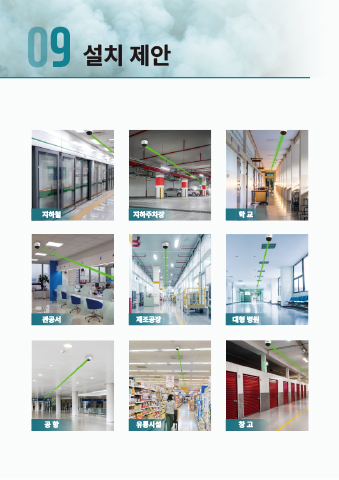 09 설치 제안
지하철
지하주차장
학 교
관공서
제조공장
대형 병원
공 항
유통시설
창 고